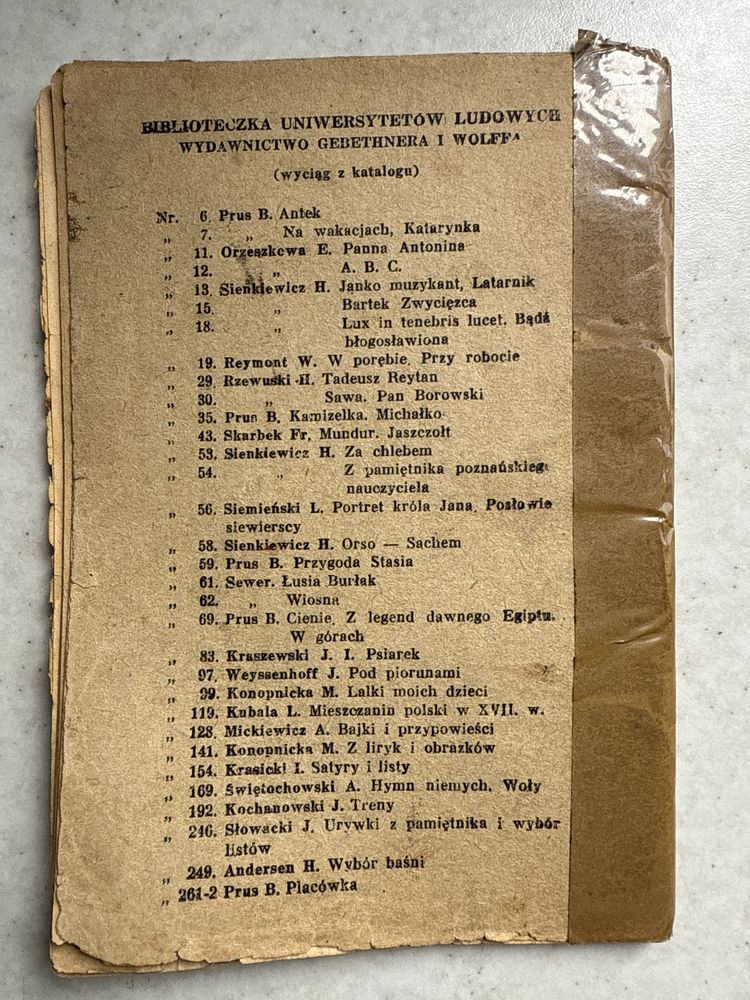 BIBLIOTECZKA UNIWERSYTETÓW LUDOWYCH
WYDAWNICTWO GEBETHNERA I WOLFFA
(wyciąg z katalogu)
Nr. 6. Prus B. Antek
„ 7. „ Na wakacjach, Katarynka
„ 11. Orzeszkowa E. Panna Antonina
„ 12. „ A. B. C.
„ 13. Sienkiewicz H. Janko muzykant, Latarnik
„ 15. „ Bartek Zwycięzca
„ 18. „ Lux in tenebris lucet. Bądź
błogosławiona
„ 19. Reymont W. W porębie. Przy robocie
„ 29. Rzewuski H. Tadeusz Reytan
„ 30. „ Sawa. Pan Borowski
„ 35. Prus B. Kamizelka. Michałko
„ 43. Skarbek Fr. Mundur. Jaszczołt
„ 53. Sienkiewicz H. Za chlebem
„ 54. „ Z pamiętnika poznańskiego
nauczyciela
„ 56. Siemieński L. Portret króla Jana. Posłowie
siewierscy
„ 58. Sienkiewicz H. Orso — Sachem
„ 59. Prus B. Przygoda Stasia
„ 61. Sewer. Łusia Burłak
„ 62. „ Wiosna
„ 69. Prus B. Cienie. Z legend dawnego Egiptu.
W górach
„ 83. Kraszewski J. I. Psiarek
„ 97. Weyssenhoff J. Pod piorunami
„ 99. Konopnicka M. Lalki moich dzieci
„ 119. Kubala L. Mieszczanin polski w XVII. w.
„ 128. Mickiewicz A. Bajki i przypowieści
„ 141. Konopnicka M. Z liryk i obrazków
„ 154. Krasicki I. Satyry i listy
„ 169. Świętochowski A. Hymn niemych. Woły
„ 192. Kochanowski J. Treny
„ 246. Słowacki J. Urywki z pamiętnika i wybór
listów
„ 249. Andersen H. Wybór baśni
„ 261-2 Prus B. Placówka